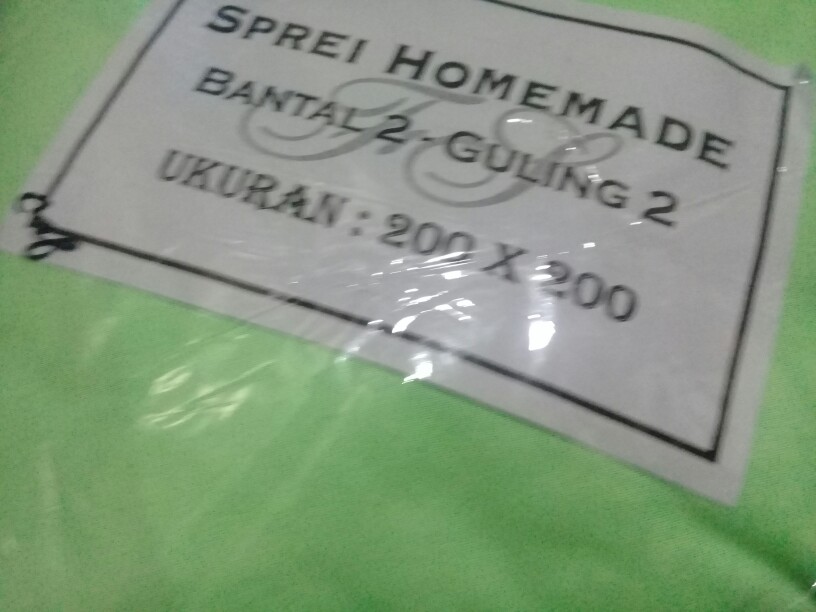 SPREI HOMEMADE
BANTAL 2 - GULING 2
UKURAN : 200 X 200